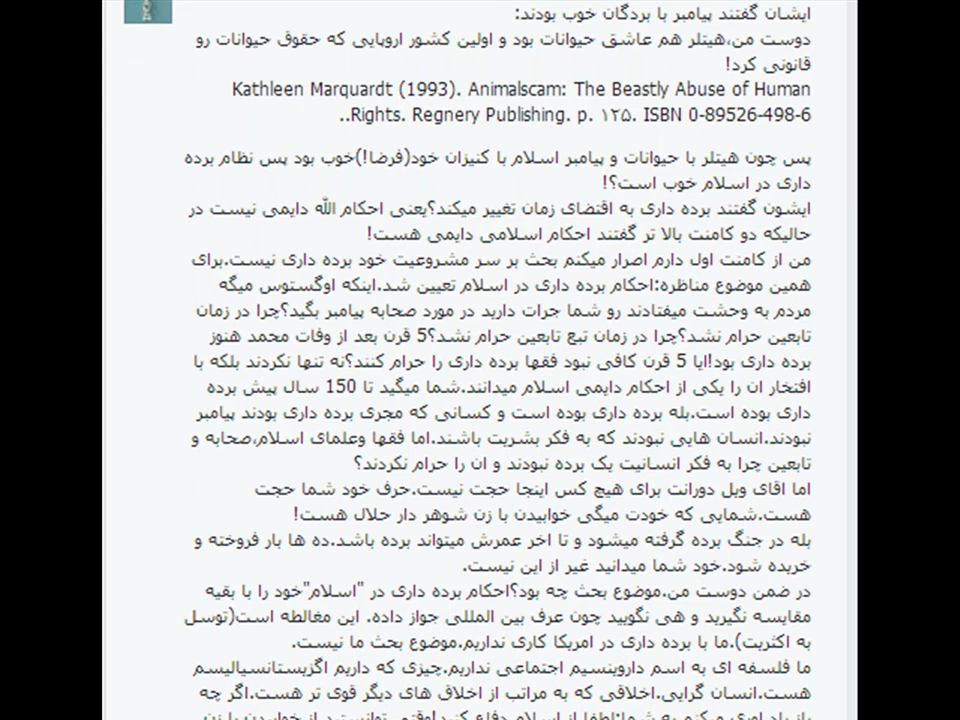 ایشان گفتند پیامبر با بردگان خوب بودند:
دوست من،هیتلر هم عاشق حیوانات بود و اولین کشور اروپایی که حقوق حیوانات رو
قانونی کرد!
Kathleen Marquardt (1993). Animalscam: The Beastly Abuse of Human
Rights. Regnery Publishing. p. ۱۲۵. ISBN 0-89526-498-6..
پس چون هیتلر با حیوانات و پیامبر اسلام با کنیزان خود(فرضا!)خوب بود پس نظام برده
داری در اسلام خوب است؟!
ایشون گفتند برده داری به اقتضای زمان تغییر میکند؟یعنی احکام الله دایمی نیست در
حالیکه دو کامنت بالا تر گفتند احکام اسلامی دایمی هست!
من از کامنت اول دارم اصرار میکنم بحث بر سر مشروعیت خود برده داری نیست.برای
همین موضوع مناظره:احکام برده داری در اسلام تعیین شد.اینکه اوگستوس میگه
مردم به وحشت میفتادند رو شما جرات دارید در مورد صحابه پیامبر بگید؟چرا در زمان
تابعین حرام نشد؟چرا در زمان تبع تابعین حرام نشد؟5 قرن بعد از وفات محمد هنوز
برده داری بود!ایا 5 قرن کافی نبود فقها برده داری را حرام کنند؟نه تنها نکردند بلکه با
افتخار ان را یکی از احکام دایمی اسلام میدانند.شما میگید تا 150 سال پیش برده
داری بوده است.بله برده داری بوده است و کسانی که مجری برده داری بودند پیامبر
نبودند.انسان هایی نبودند که به فکر بشریت باشند.اما فقها وعلمای اسلام،صحابه و
تابعین چرا به فکر انسانیت یک برده نبودند و ان را حرام نکردند؟
اما اقای ویل دورانت برای هیچ کس اینجا حجت نیست.حرف خود شما حجت
هست.شمایی که خودت میگی خوابیدن با زن شوهر دار حلال هست!
بله در جنگ برده گرفته میشود و تا اخر عمرش میتواند برده باشد.ده ها بار فروخته و
خریده شود.خود شما میدانید غیر از این نیست.
در ضمن دوست من.موضوع بحث چه بود؟احکام برده داری در "اسلام"خود را با بقیه
مقایسه نگیرید و هی نگویید چون عرف بین المللی جواز داده. این مغالطه است(توسل
به اکثریت).ما با برده داری در امریکا کاری نداریم.موضوع بحث ما نیست.
ما فلسفه ای به اسم داروینسیم اجتماعی نداریم.چیزی که داریم اگزیستانسیالیسم
هست.انسان گرایی.اخلاقی که به مراتب از اخلاق های دیگر قوی تر هست.اگر چه